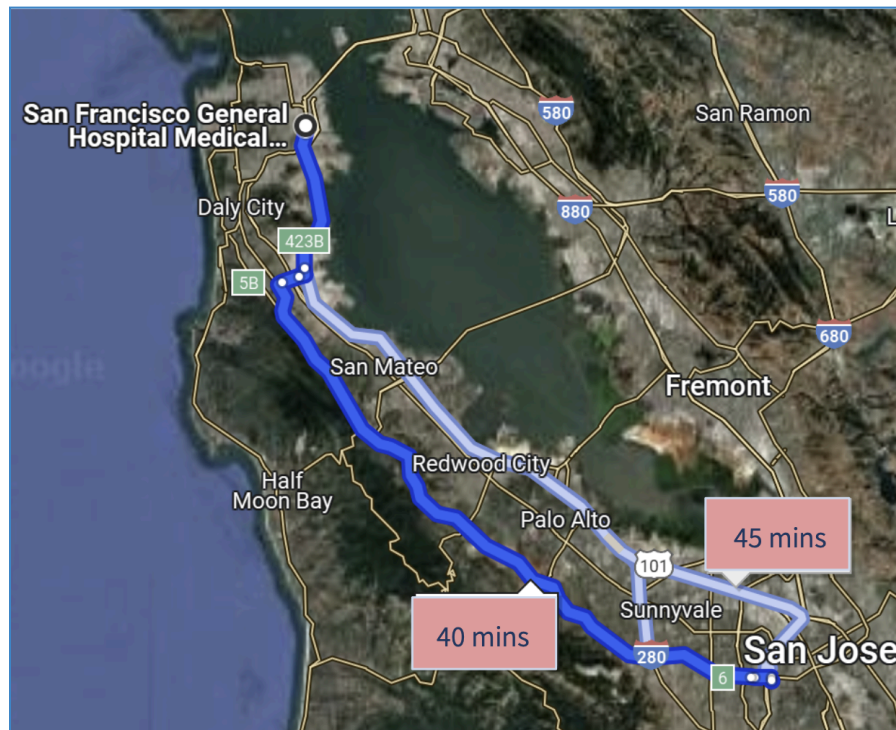 San Francisco General
Hospital Medical...
580
San Ramon
580
880
Daly City
423B
5B
680
San Mateo
Fremont
Redwood City
Half
Moon Bay
Palo Alto
45 mins
101
Sunnyvale
40 mins
280
San Jose
6
L
oogle